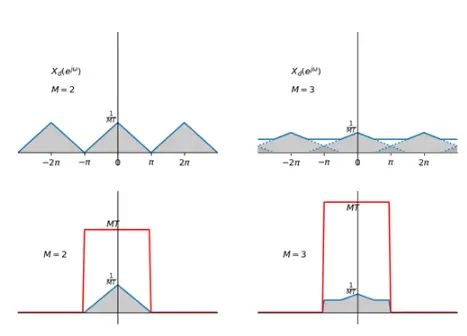 X_d(e^{jω})
M = 2
1/MT
−2π −π 0 π 2π
X_d(e^{jω})
M = 3
1/MT
−2π −π 0 π 2π
MT
M = 2
1/MT
MT
M = 3
1/MT